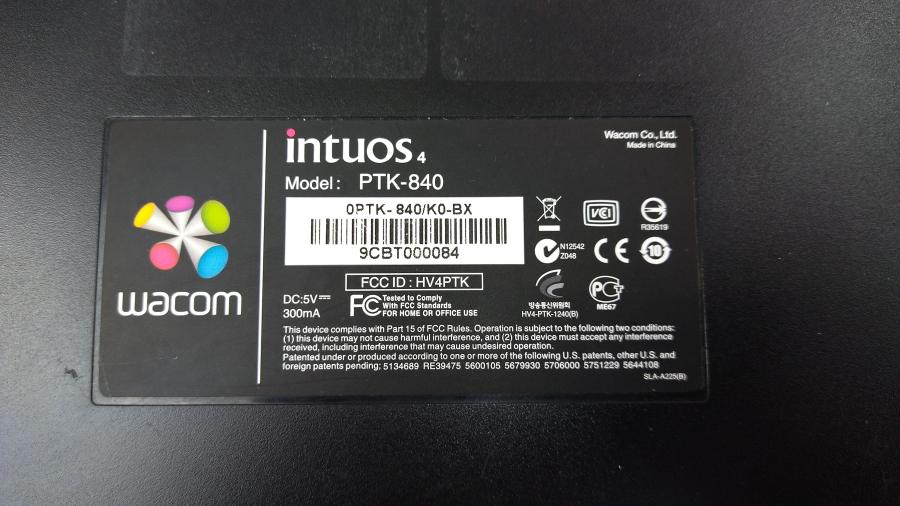 intuos 4
Wacom Co., Ltd.
Made in China
Model: PTK-840
0PTK-840/K0-BX
9CBT000084
VCI
R35619
N12542
Z048
CE
10
FCC ID : HV4PTK
DC:5V
300mA
FC Tested to Comply
With FCC Standards
FOR HOME OR OFFICE USE
방송통신위원회
HV4-PTK-1240(B)
ME67
wacom
This device complies with Part 15 of FCC Rules. Operation is subject to the following two conditions:
(1) this device may not cause harmful interference, and (2) this device must accept any interference
received, including interference that may cause undesired operation.
Patented under or produced according to one or more of the following U.S. patents, other U.S. and
foreign patents pending; 5134689 RE39475 5600105 5679930 5706000 5751229 5644108
SLA-A225(B)